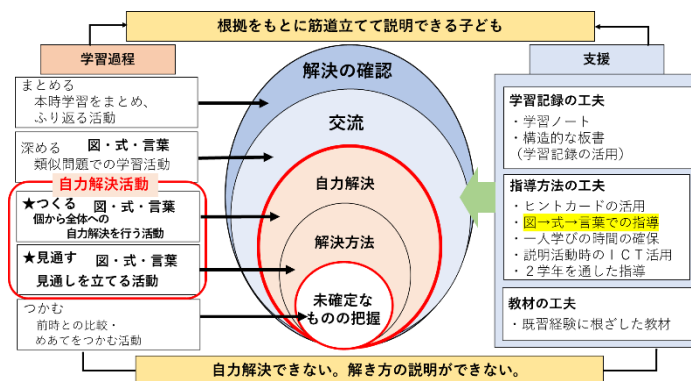 根拠をもとに筋道立てて説明できる子ども
学習過程
まとめる
本時学習をまとめ、
ふり返る活動
深める 図・式・言葉
類似問題での学習活動
自力解決活動
★つくる 図・式・言葉
個から全体への
自力解決を行う活動
★見通す 図・式・言葉
見通しを立てる活動
つかむ
前時との比較・
めあてをつかむ活動
解決の確認
交流
自力解決
解決方法
未確定な
ものの把握
支援
学習記録の工夫
・学習ノート
・構造的な板書
(学習記録の活用)
指導方法の工夫
・ヒントカードの活用
・図→式→言葉での指導
・一人学びの時間の確保
・説明活動時のICT活用
・2学年を通した指導
教材の工夫
・既習経験に根ざした教材
自力解決できない。解き方の説明ができない。